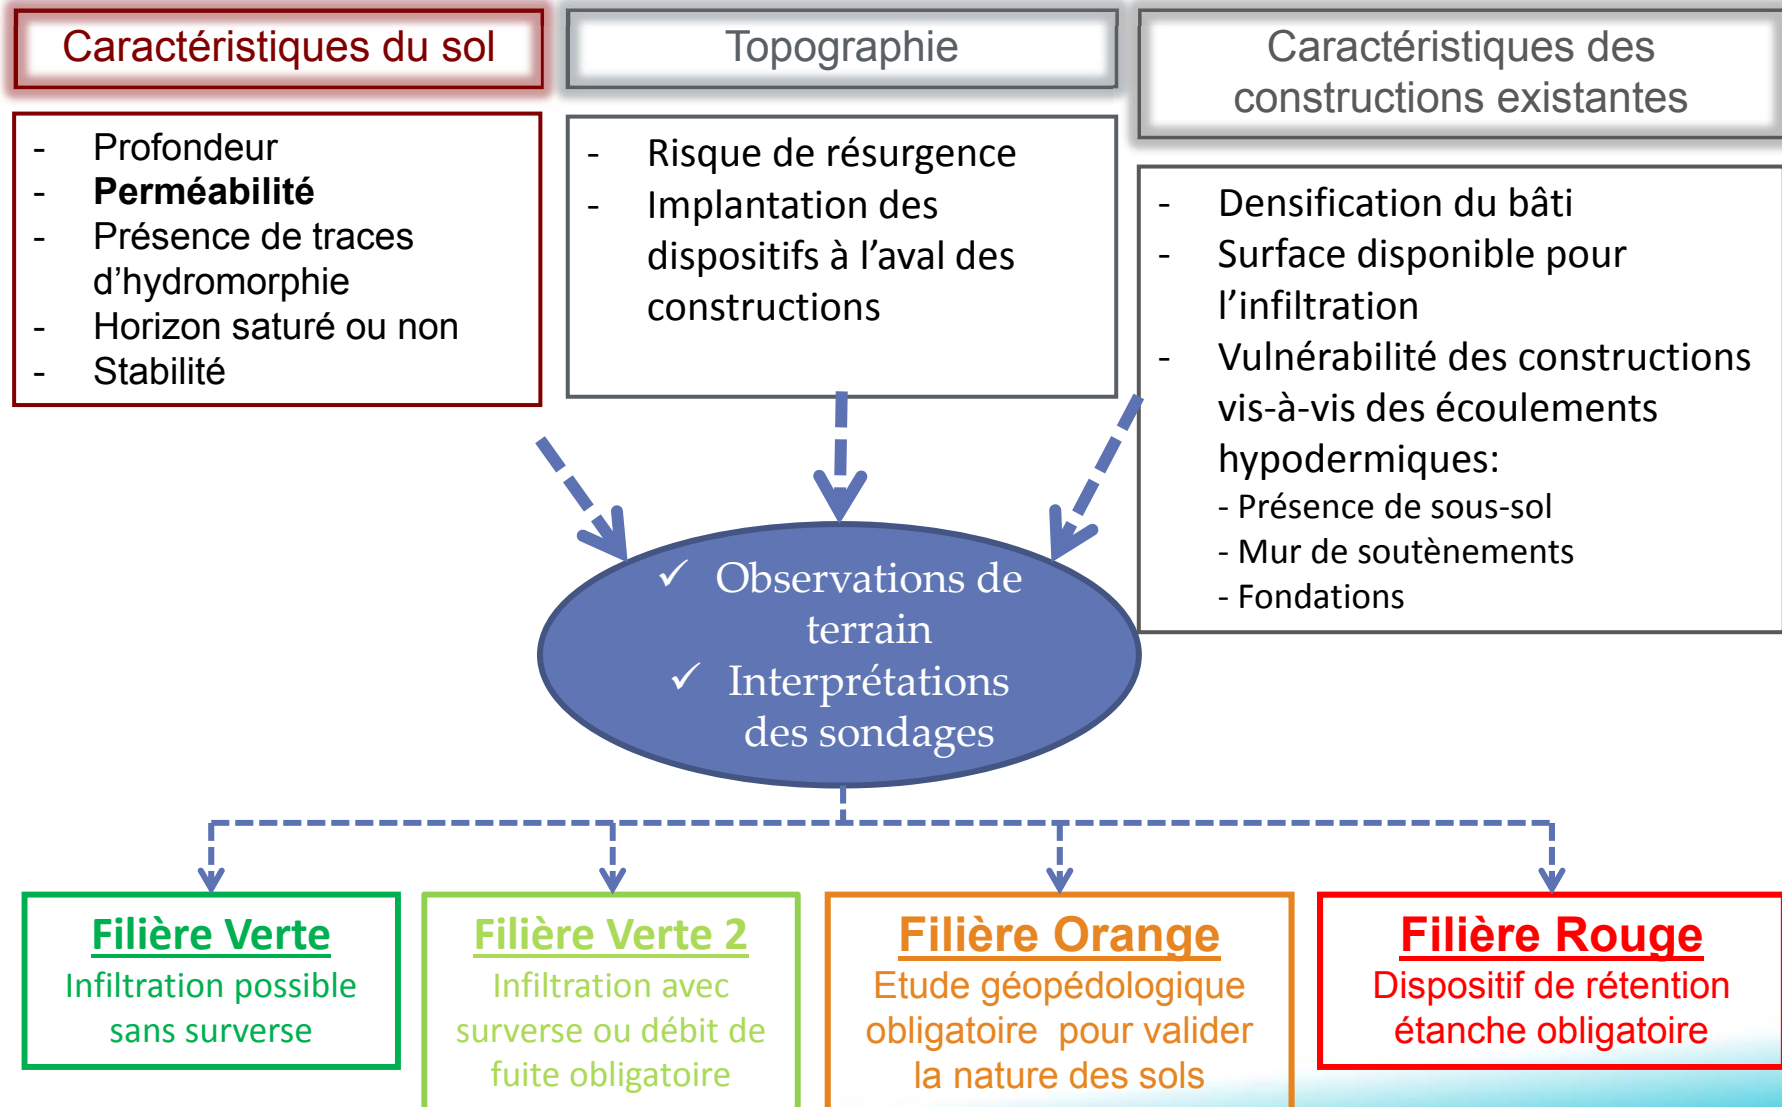 Caractéristiques du sol
- Profondeur
- Perméabilité
- Présence de traces
d'hydromorphie
- Horizon saturé ou non
- Stabilité
Topographie
- Risque de résurgence
- Implantation des
dispositifs à l'aval des
constructions
Caractéristiques des
constructions existantes
- Densification du bâti
- Surface disponible pour
l'infiltration
- Vulnérabilité des constructions
vis-à-vis des écoulements
hypodermiques:
- Présence de sous-sol
- Mur de soutènements
- Fondations
✓ Observations de
terrain
✓ Interprétations
des sondages
Filière Verte
Infiltration possible
sans surverse
Filière Verte 2
Infiltration avec
surverse ou débit de
fuite obligatoire
Filière Orange
Etude géopédologique
obligatoire pour valider
la nature des sols
Filière Rouge
Dispositif de rétention
étanche obligatoire